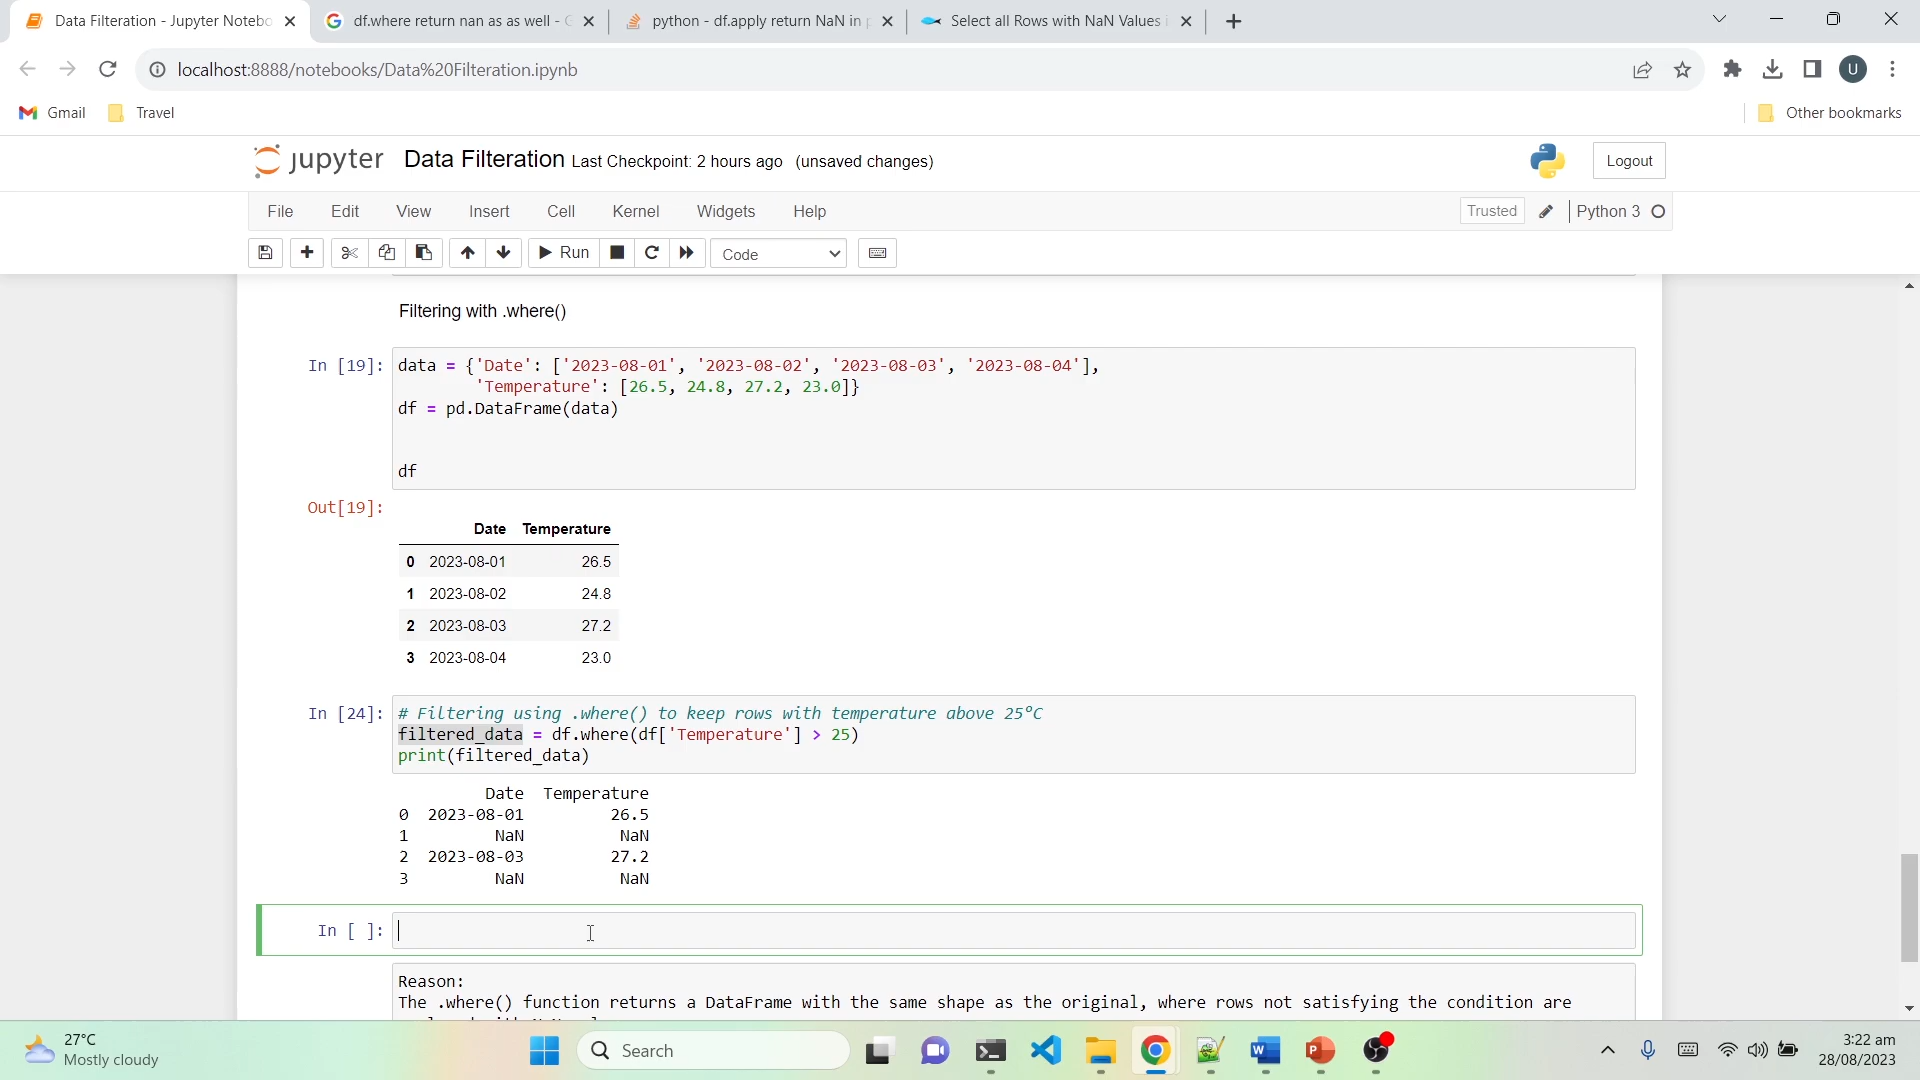 Data Filteration - Jupyter Notebo
df.where return nan as as well - G
python - df.apply return NaN in p
Select all Rows with NaN Values i
localhost:8888/notebooks/Data%20Filteration.ipynb
U
Gmail
Travel
Other bookmarks
jupyter
Data Filteration Last Checkpoint: 2 hours ago (unsaved changes)
Logout
File
Edit
View
Insert
Cell
Kernel
Widgets
Help
Trusted
Python 3
Run
Code
Filtering with .where()
In [19]:
data = {'Date': ['2023-08-01', '2023-08-02', '2023-08-03', '2023-08-04'],
'Temperature': [26.5, 24.8, 27.2, 23.0]}
df = pd.DataFrame(data)
df
Out[19]:
Date Temperature
0 2023-08-01 26.5
1 2023-08-02 24.8
2 2023-08-03 27.2
3 2023-08-04 23.0
In [24]:
# Filtering using .where() to keep rows with temperature above 25°C
filtered_data = df.where(df['Temperature'] > 25)
print(filtered_data)
Date Temperature
0 2023-08-01 26.5
1 NaN NaN
2 2023-08-03 27.2
3 NaN NaN
In [ ]:
Reason:
The .where() function returns a DataFrame with the same shape as the original, where rows not satisfying the condition are
27°C
Mostly cloudy
Search
3:22 am
28/08/2023